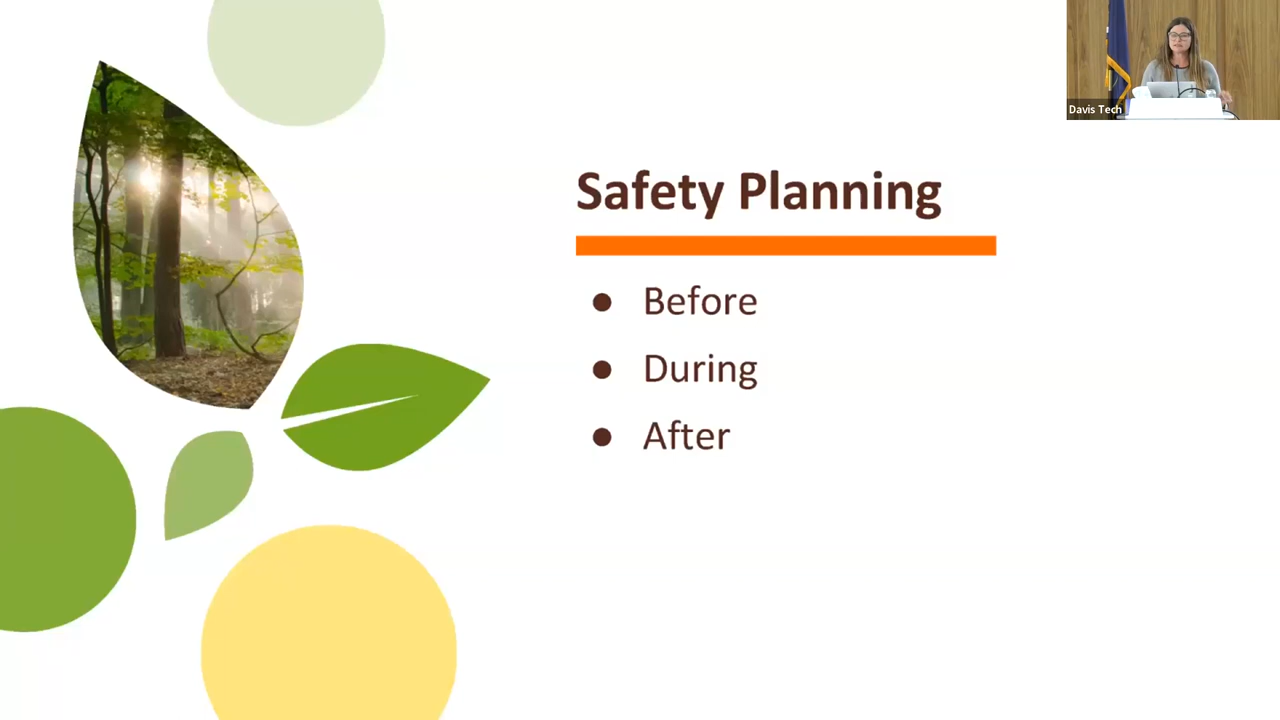 Safety Planning
● Before
● During
● After
Davis Tech